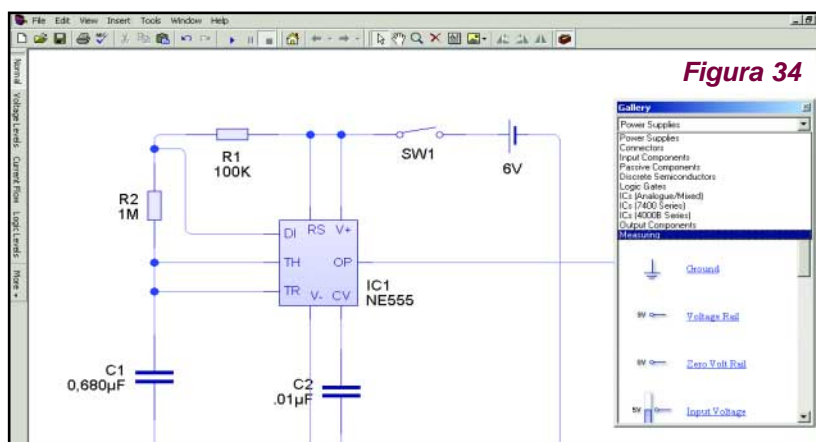 File Edit View Insert Tools Window Help
Figura 34
Normal
Voltage Levels
Current Flow
Logic Levels
More
Gallery
Power Supplies
Power Supplies
Connectors
Input Components
Passive Components
Discrete Semiconductors
Logic Gates
ICs (Analogue/Mixed)
ICs (7400 Series)
ICs (4000B Series)
Output Components
Measuring
Ground
9V Voltage Rail
0V Zero Volt Rail
5V Input Voltage
R1
100K
SW1
6V
R2
1M
DI RS V+
TH OP
TR V- CV
IC1
NE555
C1
0,680µF
C2
.01µF